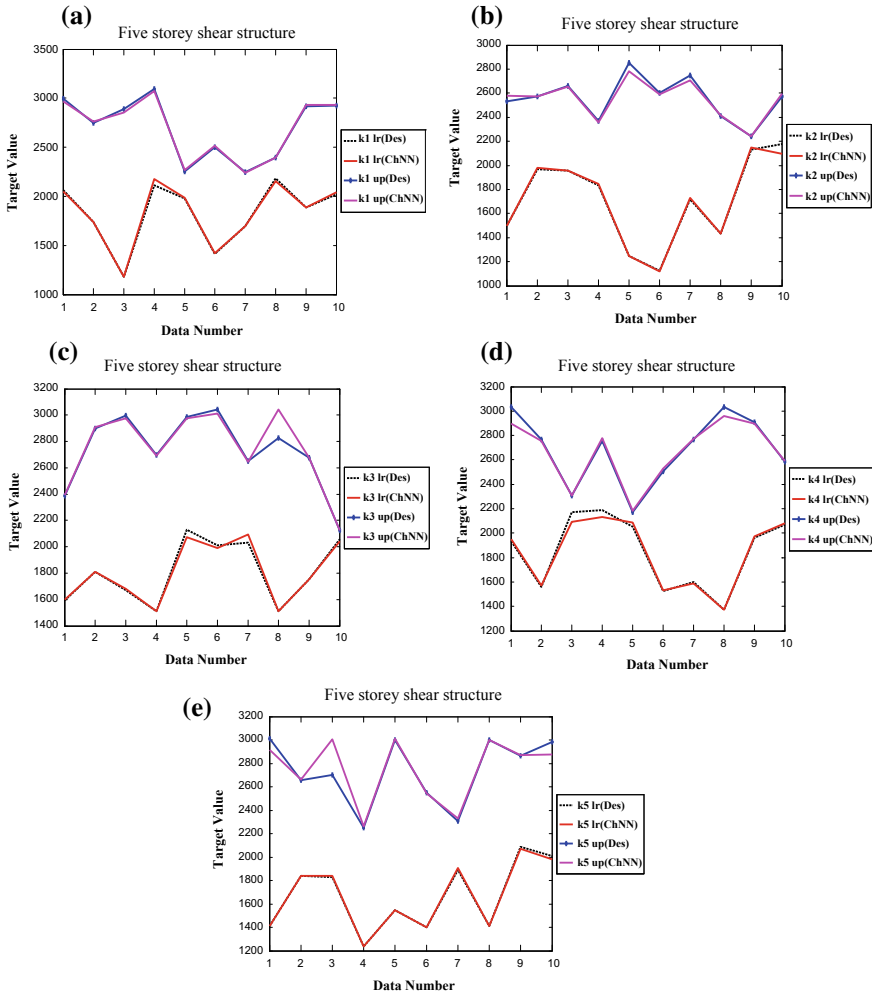 (a)
Five storey shear structure
3500
3000
2500
2000
1500
1000
Target Value
1 2 3 4 5 6 7 8 9 10
Data Number
k1 lr(Des)
k1 lr(ChNN)
k1 up(Des)
k1 up(ChNN)
(b)
Five storey shear structure
3000
2800
2600
2400
2200
2000
1800
1600
1400
1200
1000
Target Value
1 2 3 4 5 6 7 8 9 10
Data Number
k2 lr(Des)
k2 lr(ChNN)
k2 up(Des)
k2 up(ChNN)
(c)
Five storey shear structure
3200
3000
2800
2600
2400
2200
2000
1800
1600
1400
Target Value
1 2 3 4 5 6 7 8 9 10
Data Number
k3 lr(Des)
k3 lr(ChNN)
k3 up(Des)
k3 up(ChNN)
(d)
Five storey shear structure
3200
3000
2800
2600
2400
2200
2000
1800
1600
1400
1200
Target Value
1 2 3 4 5 6 7 8 9 10
Data Number
k4 lr(Des)
k4 lr(ChNN)
k4 up(Des)
k4 up(ChNN)
(e)
Five storey shear structure
3200
3000
2800
2600
2400
2200
2000
1800
1600
1400
1200
Target Value
1 2 3 4 5 6 7 8 9 10
Data Number
k5 lr(Des)
k5 lr(ChNN)
k5 up(Des)
k5 up(ChNN)